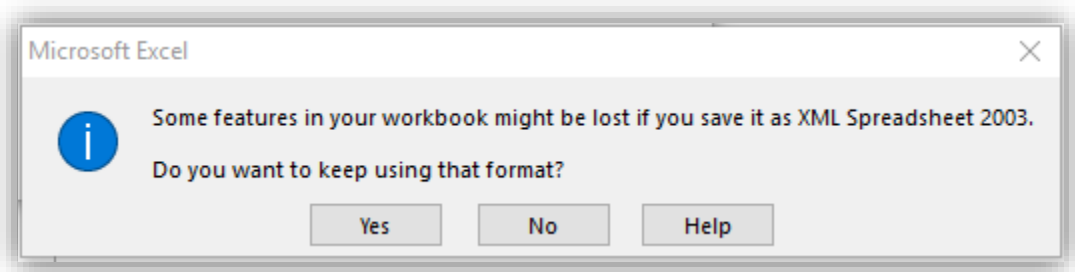 Microsoft Excel
Some features in your workbook might be lost if you save it as XML Spreadsheet 2003.
Do you want to keep using that format?
Yes No Help